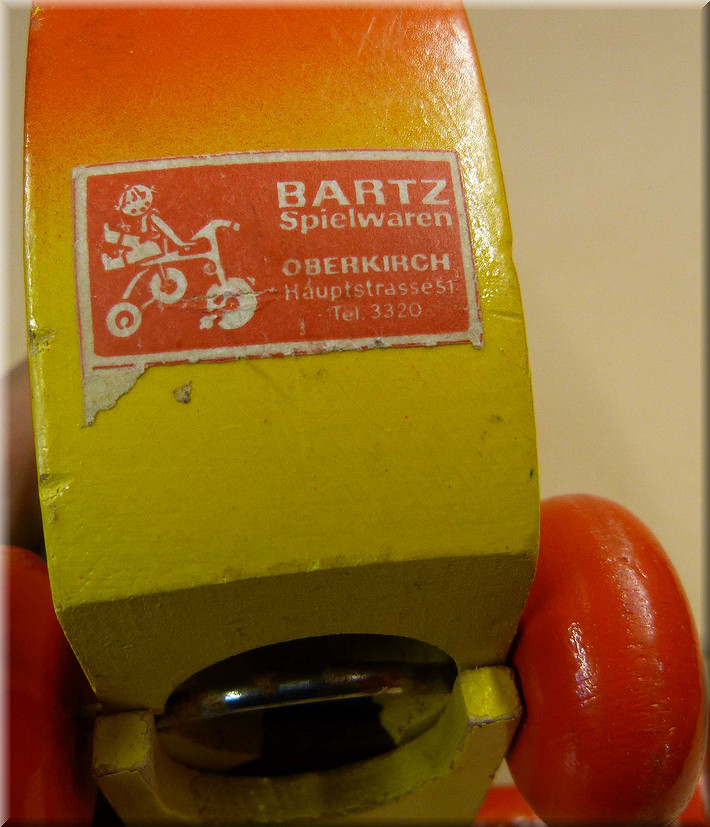 BARTZ
Spielwaren
OBERKIRCH
Hauptstrasse 51
Tel. 3320